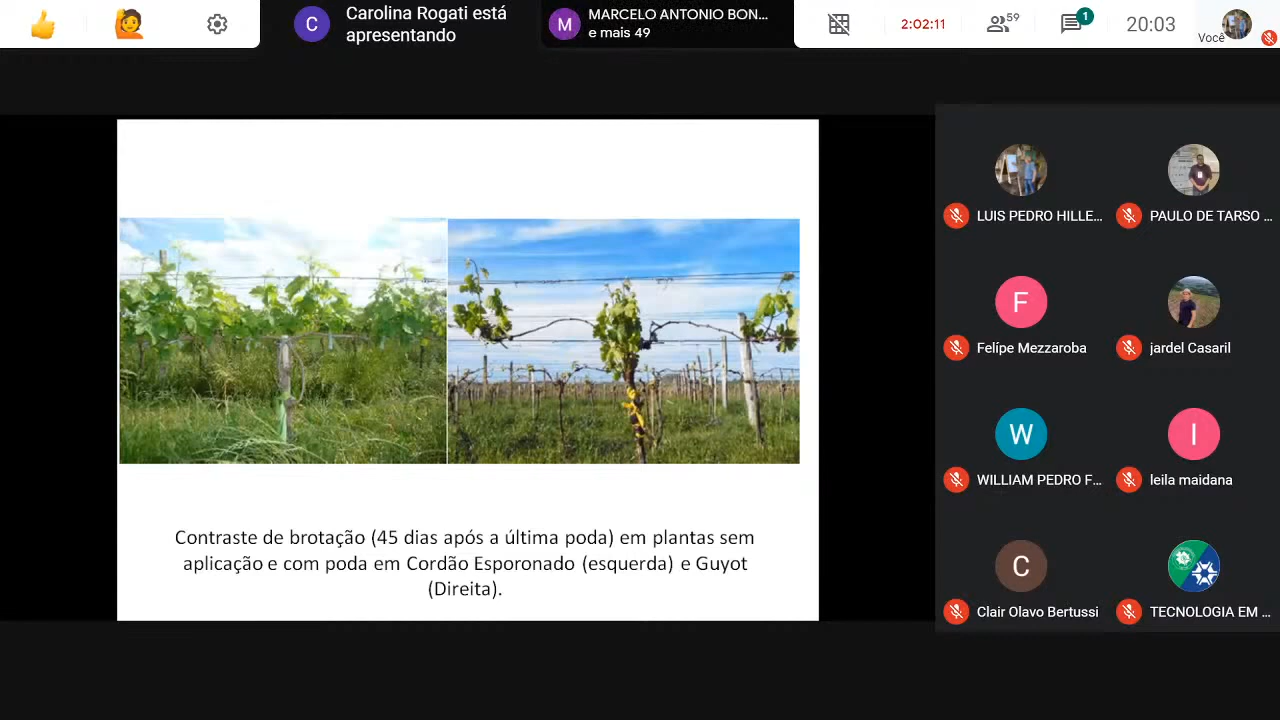 Carolina Rogati está
apresentando
C
M
MARCELO ANTONIO BON...
e mais 49
2:02:11
59
1
20:03
Você
LUIS PEDRO HILLE...
PAULO DE TARSO ...
F
Felípe Mezzaroba
jardel Casaril
W
I
WILLIAM PEDRO F...
leila maidana
C
Clair Olavo Bertussi
TECNOLOGIA EM ...
Contraste de brotação (45 dias após a última poda) em plantas sem
aplicação e com poda em Cordão Esporonado (esquerda) e Guyot
(Direita).